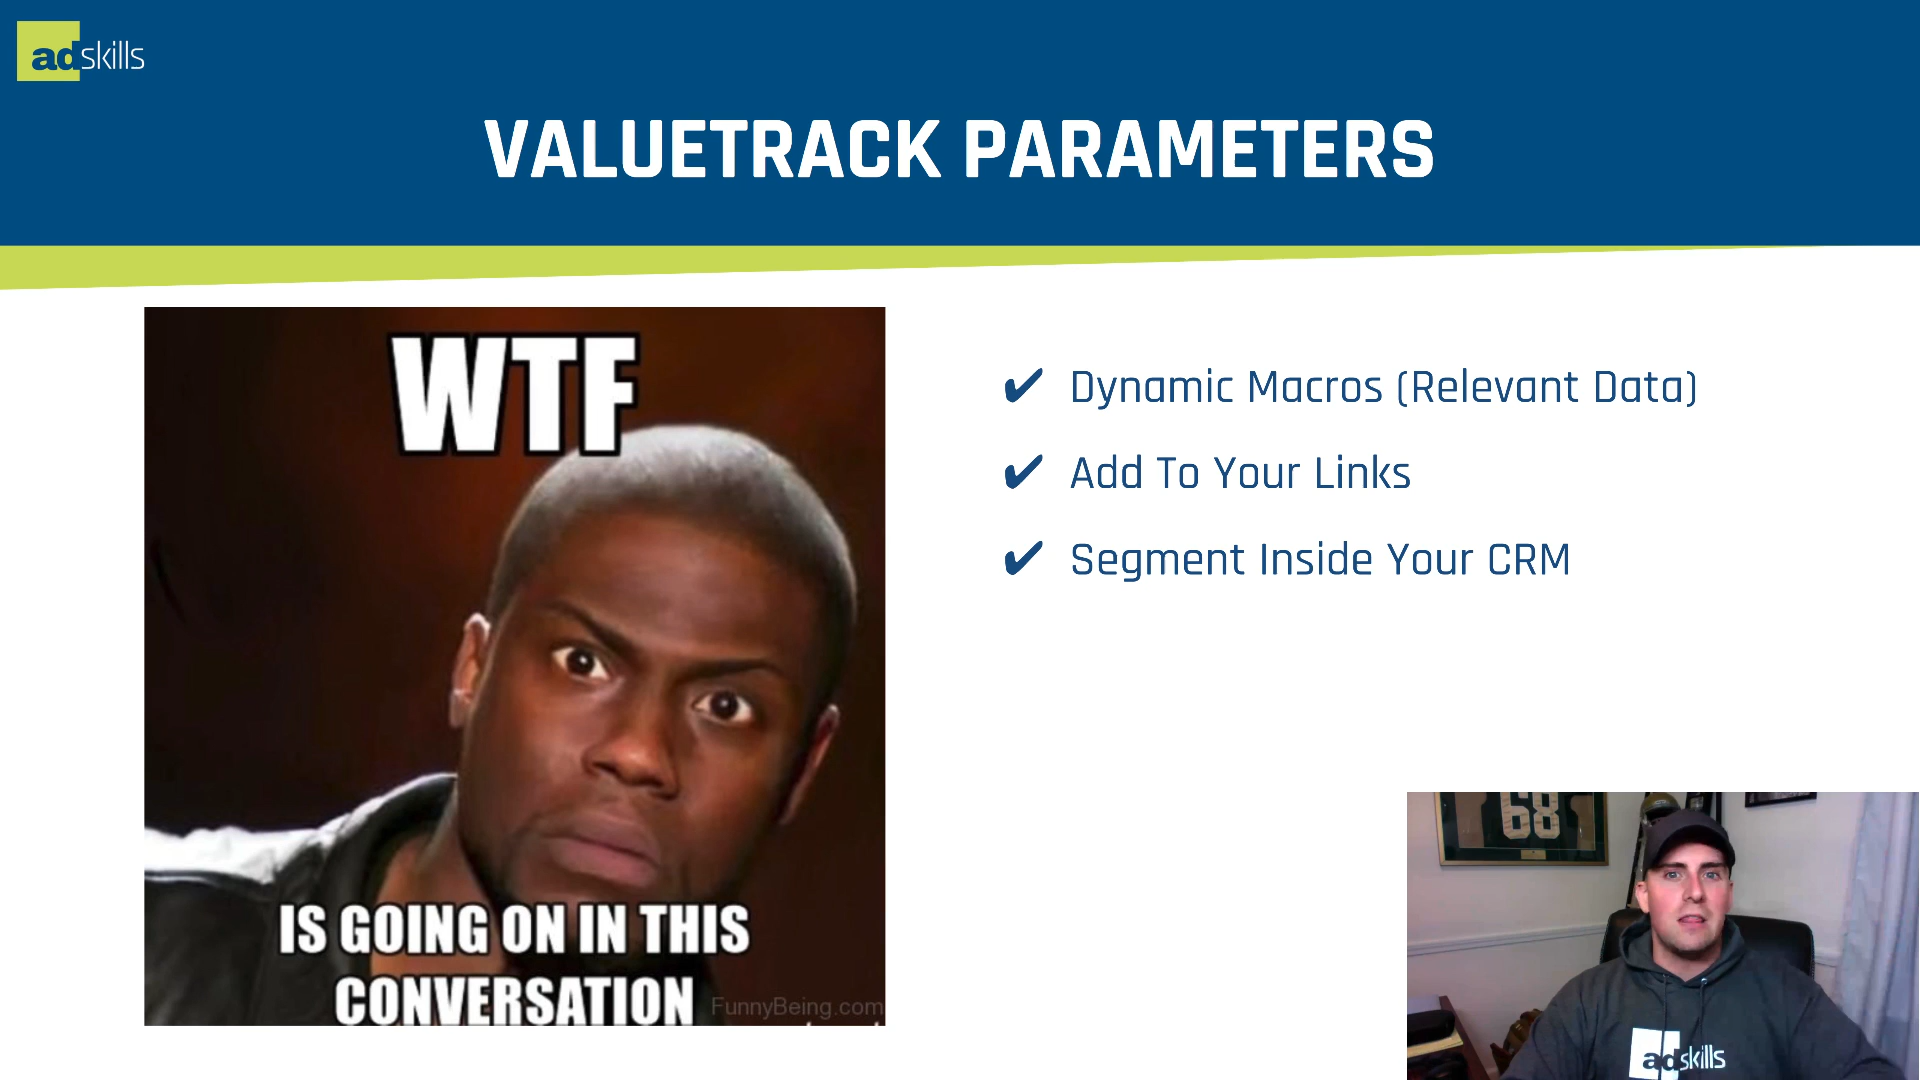 adskills
VALUETRACK PARAMETERS
WTF
IS GOING ON IN THIS
CONVERSATION
FunnyBeing.com
✔ Dynamic Macros (Relevant Data)
✔ Add To Your Links
✔ Segment Inside Your CRM
68
adskills